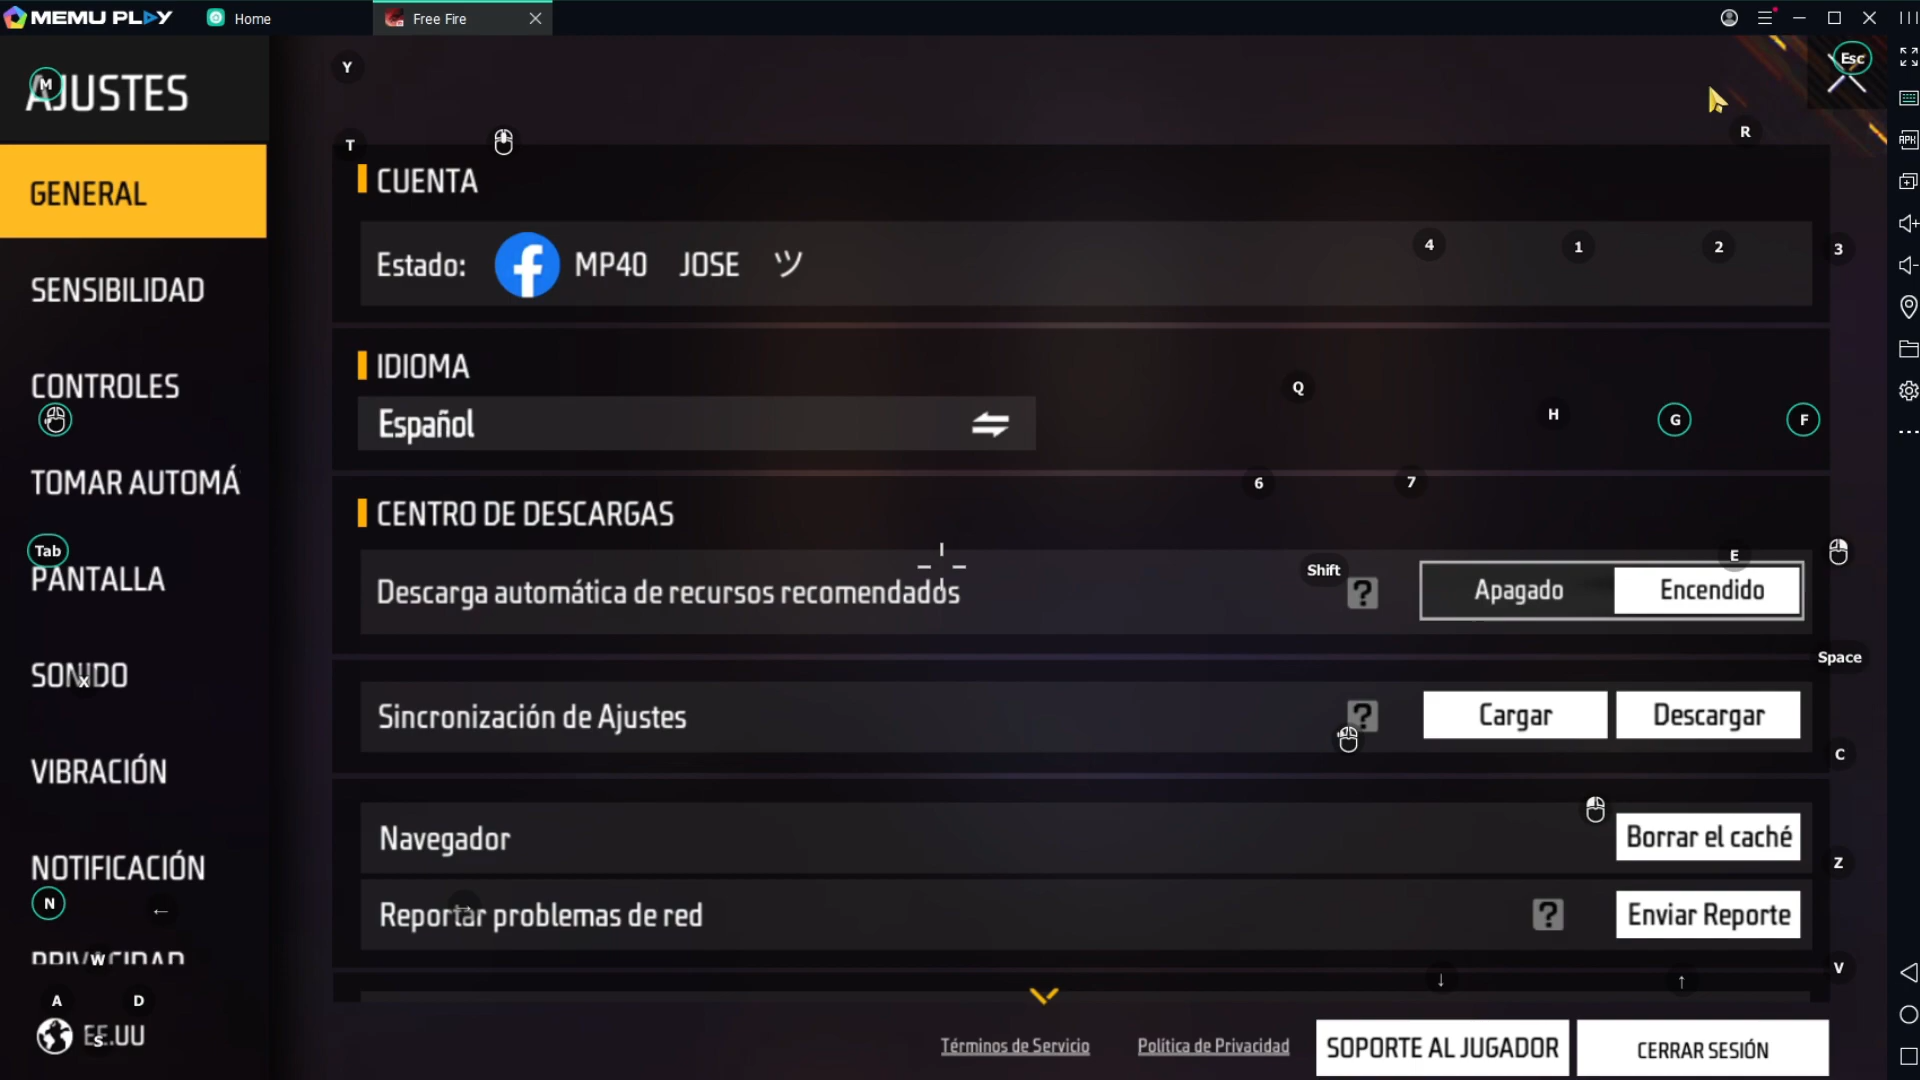 MEMU PLAY
Home
Free Fire
Esc
Y
M
AJUSTES
R
T
CUENTA
GENERAL
Estado:
MP40 JOSE ツ
4
1
2
3
SENSIBILIDAD
IDIOMA
Q
CONTROLES
Español
H
G
F
TOMAR AUTOMÁ
6
7
CENTRO DE DESCARGAS
Tab
PANTALLA
Descarga automática de recursos recomendados
Shift
?
E
Apagado
Encendido
Space
SONIDO
X
Sincronización de Ajustes
?
Cargar
Descargar
C
VIBRACIÓN
Navegador
Borrar el caché
Z
NOTIFICACIÓN
N
←
Reportar problemas de red
?
Enviar Reporte
PRIVACIDAD
W
↓
↑
V
A
D
EE.UU
S
Términos de Servicio
Política de Privacidad
SOPORTE AL JUGADOR
CERRAR SESIÓN
APK